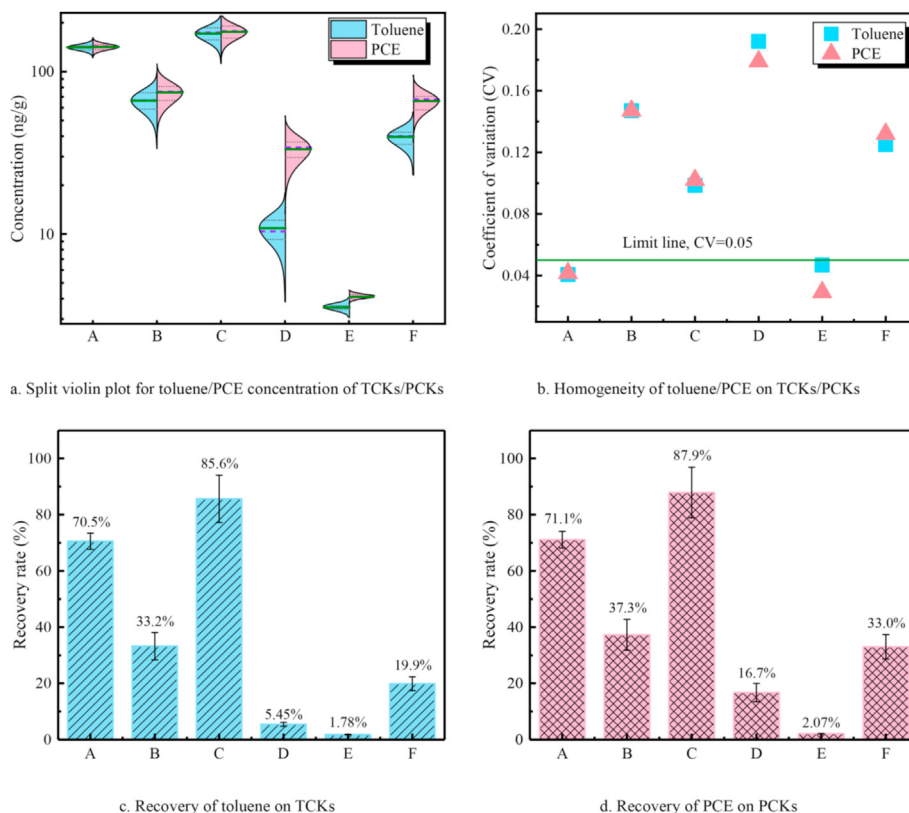 Toluene
PCE
100
10
Concentration (ng/g)
A B C D E F
a. Split violin plot for toluene/PCE concentration of TCKs/PCKs
Toluene
PCE
0.20
0.16
0.12
0.08
0.04
Coefficient of variation (CV)
Limit line, CV=0.05
A B C D E F
b. Homogeneity of toluene/PCE on TCKs/PCKs
100
80
60
40
20
0
Recovery rate (%)
70.5%
33.2%
85.6%
5.45%
1.78%
19.9%
A B C D E F
c. Recovery of toluene on TCKs
100
80
60
40
20
0
Recovery rate (%)
71.1%
37.3%
87.9%
16.7%
2.07%
33.0%
A B C D E F
d. Recovery of PCE on PCKs